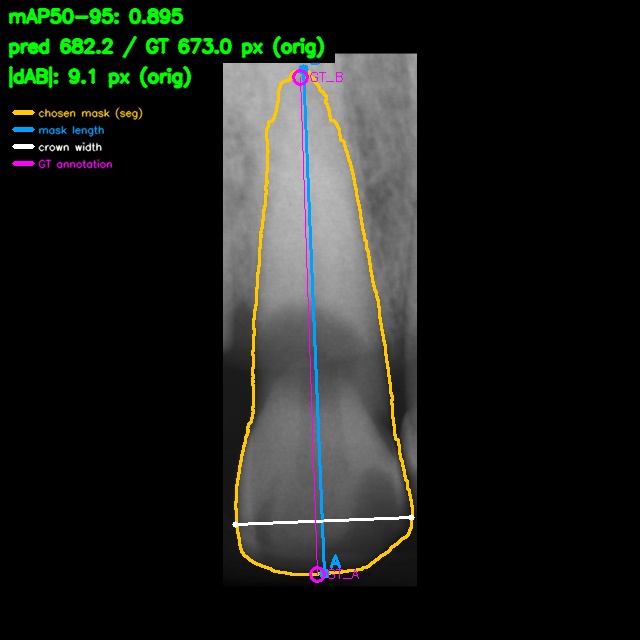 mAP50-95: 0.895
pred 682.2 / GT 673.0 px (orig)
|dAB|: 9.1 px (orig)
chosen mask (seg)
mask length
crown width
GT annotation
GT_B
A
GT_A